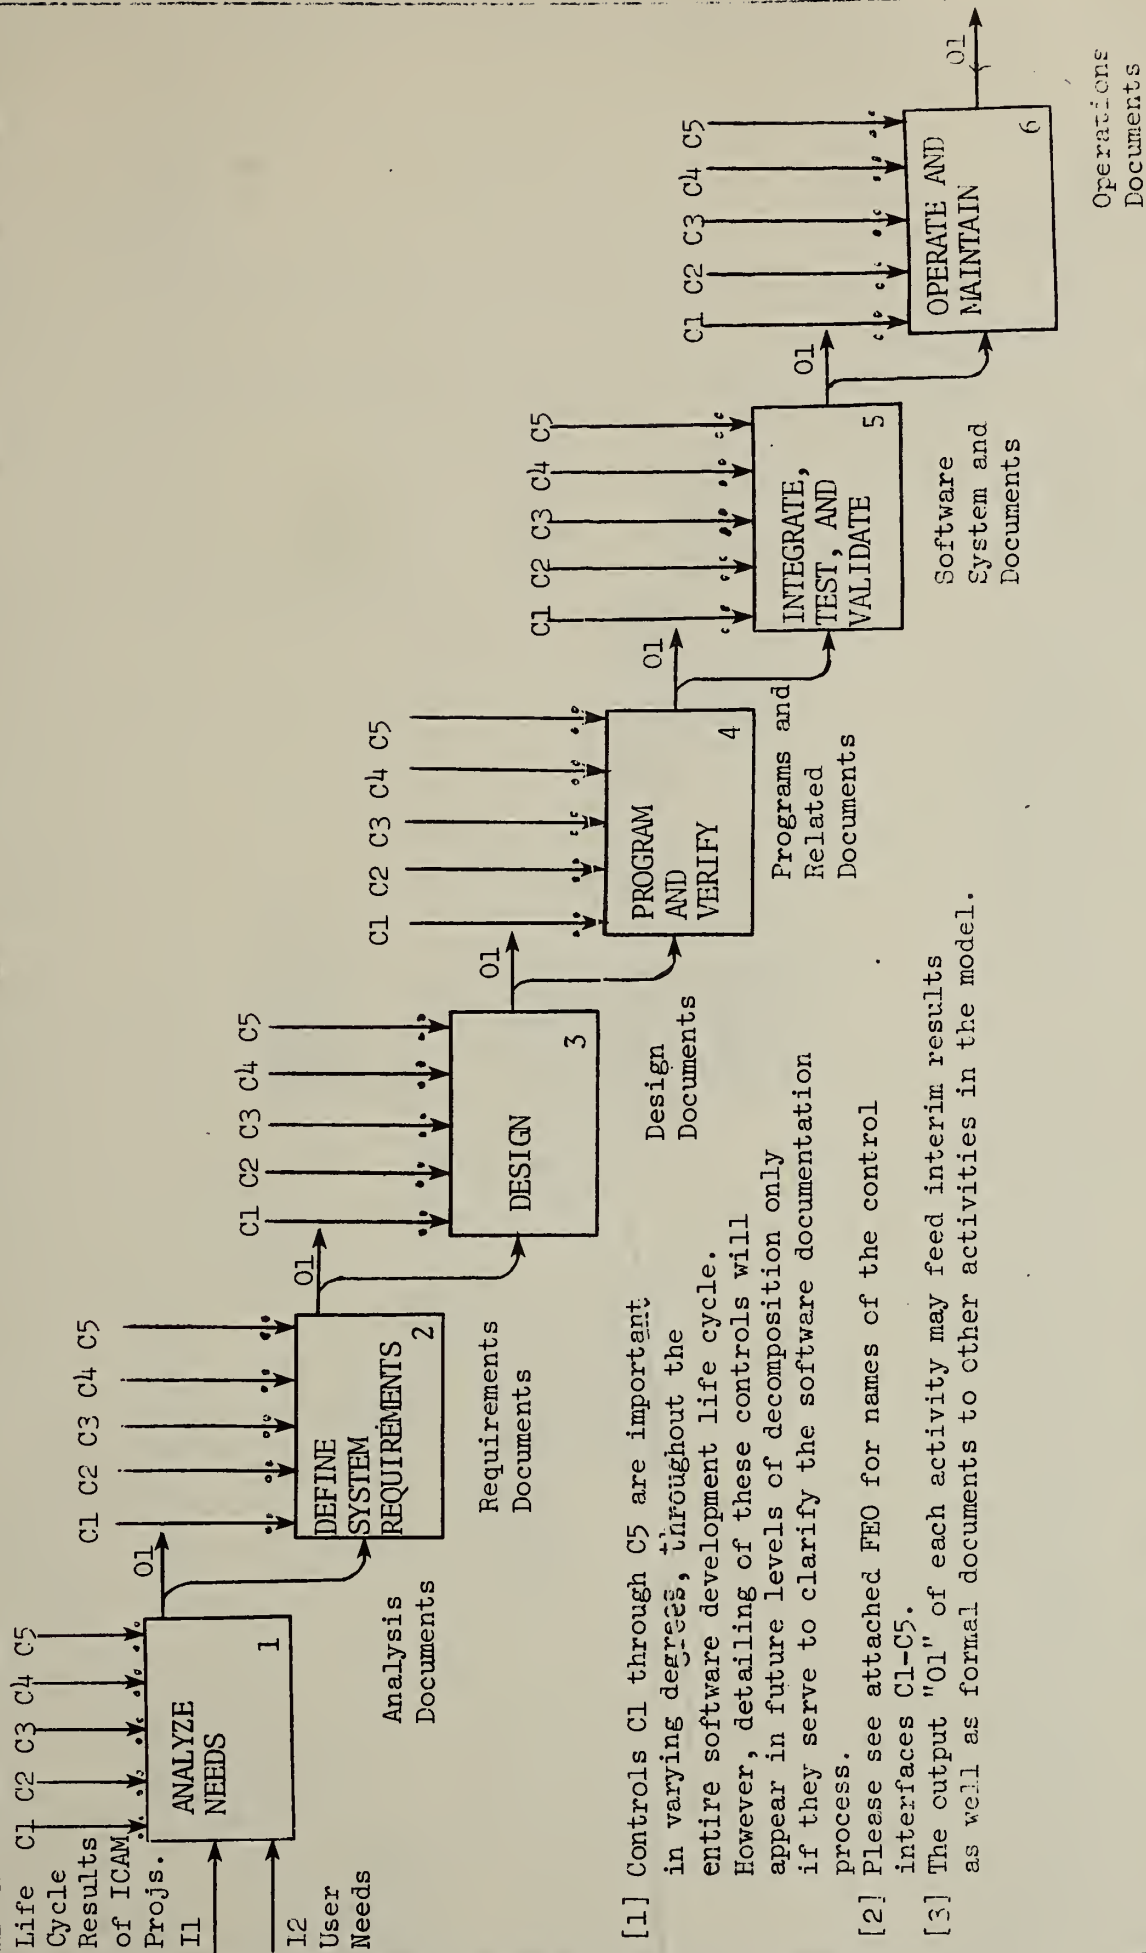 Life
Cycle
Results
of ICAM
Projs.
I1
I2
User
Needs
C1 C2 C3 C4 C5
ANALYZE
NEEDS
1
O1
Analysis
Documents
C1 C2 C3 C4 C5
DEFINE
SYSTEM
REQUIREMENTS
2
O1
Requirements
Documents
C1 C2 C3 C4 C5
DESIGN
3
O1
Design
Documents
C1 C2 C3 C4 C5
PROGRAM
AND
VERIFY
4
O1
Programs and
Related
Documents
C1 C2 C3 C4 C5
INTEGRATE,
TEST, AND
VALIDATE
5
O1
Software
System and
Documents
C1 C2 C3 C4 C5
OPERATE AND
MAINTAIN
6
O1
Operations
Documents
[1] Controls C1 through C5 are important
in varying degrees, throughout the
entire software development life cycle.
However, detailing of these controls will
appear in future levels of decomposition only
if they serve to clarify the software documentation
process.
[2] Please see attached FEO for names of the control
interfaces C1-C5.
[3] The output "O1" of each activity may feed interim results
as well as formal documents to other activities in the model.